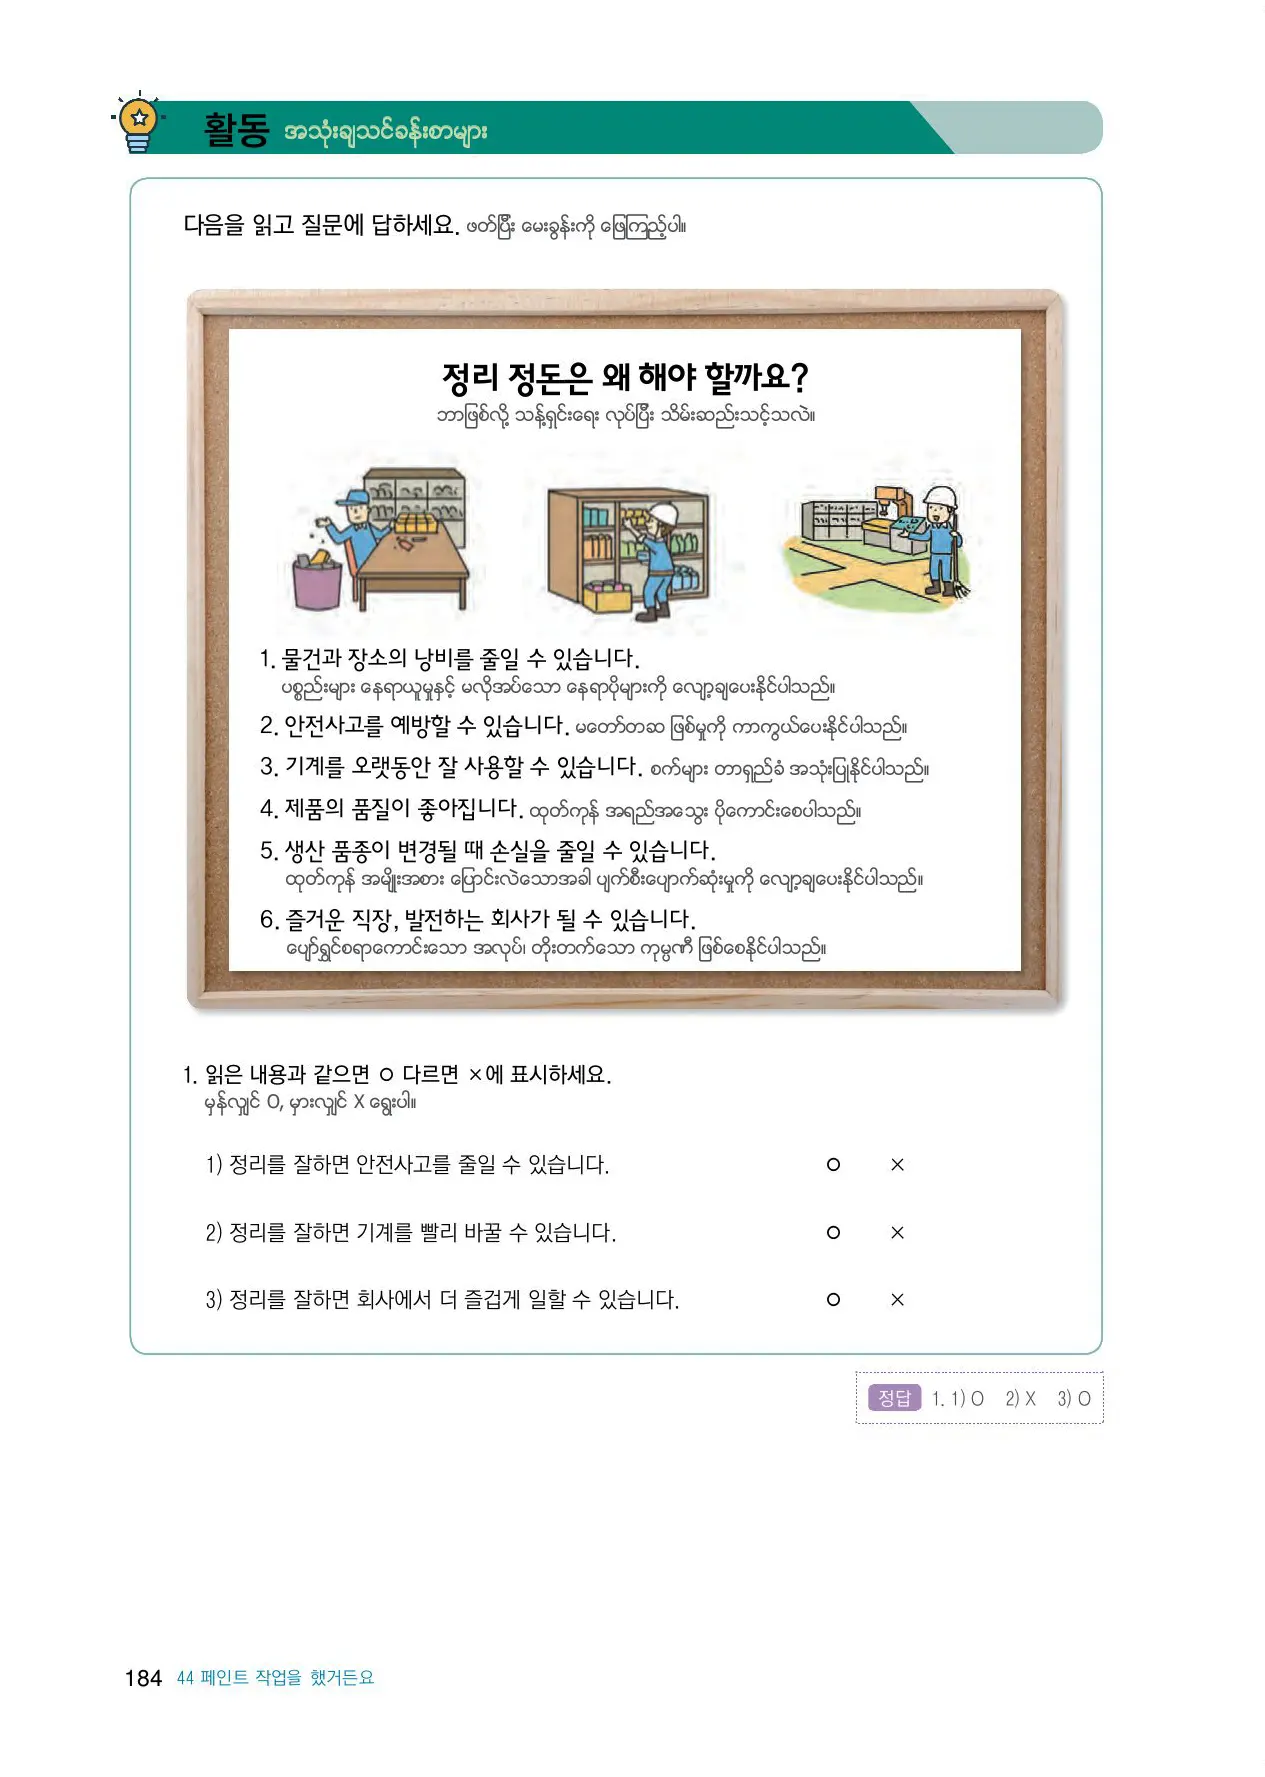 활동 အသုံးချသင်ခန်းစာများ
다음을 읽고 질문에 답하세요. ဖတ်ပြီး မေးခွန်းကို ဖြေကြည့်ပါ။
정리 정돈은 왜 해야 할까요?
ဘာဖြစ်လို့ သန့်ရှင်းရေး လုပ်ပြီး သိမ်းဆည်းသင့်သလဲ။
1. 물건과 장소의 낭비를 줄일 수 있습니다.
ပစ္စည်းများ နေရာယူမှုနှင့် မလိုအပ်သော နေရာပိုများကို လျော့ချပေးနိုင်ပါသည်။
2. 안전사고를 예방할 수 있습니다. မတော်တဆ ဖြစ်မှုကို ကာကွယ်ပေးနိုင်ပါသည်။
3. 기계를 오랫동안 잘 사용할 수 있습니다. စက်များ တာရှည်ခံ အသုံးပြုနိုင်ပါသည်။
4. 제품의 품질이 좋아집니다. ထုတ်ကုန် အရည်အသွေး ပိုကောင်းစေပါသည်။
5. 생산 품종이 변경될 때 손실을 줄일 수 있습니다.
ထုတ်ကုန် အမျိုးအစား ပြောင်းလဲသောအခါ ပျက်စီးပျောက်ဆုံးမှုကို လျော့ချပေးနိုင်ပါသည်။
6. 즐거운 직장, 발전하는 회사가 될 수 있습니다.
ပျော်ရွှင်စရာကောင်းသော အလုပ်၊ တိုးတက်သော ကုမ္ပဏီ ဖြစ်စေနိုင်ပါသည်။
1. 읽은 내용과 같으면 ㅇ 다르면 ×에 표시하세요.
မှန်လျှင် O, မှားလျှင် X ရွေးပါ။
1) 정리를 잘하면 안전사고를 줄일 수 있습니다. ㅇ ×
2) 정리를 잘하면 기계를 빨리 바꿀 수 있습니다. ㅇ ×
3) 정리를 잘하면 회사에서 더 즐겁게 일할 수 있습니다. ㅇ ×
정답 1. 1) O 2) X 3) O
184 44 페인트 작업을 했거든요